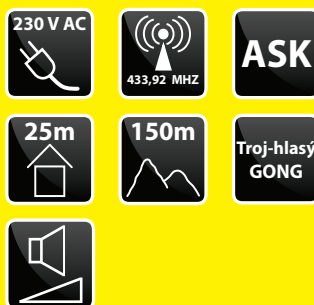 230 V AC
433,92 MHZ
ASK
25m
150m
Troj-hlasý
GONG